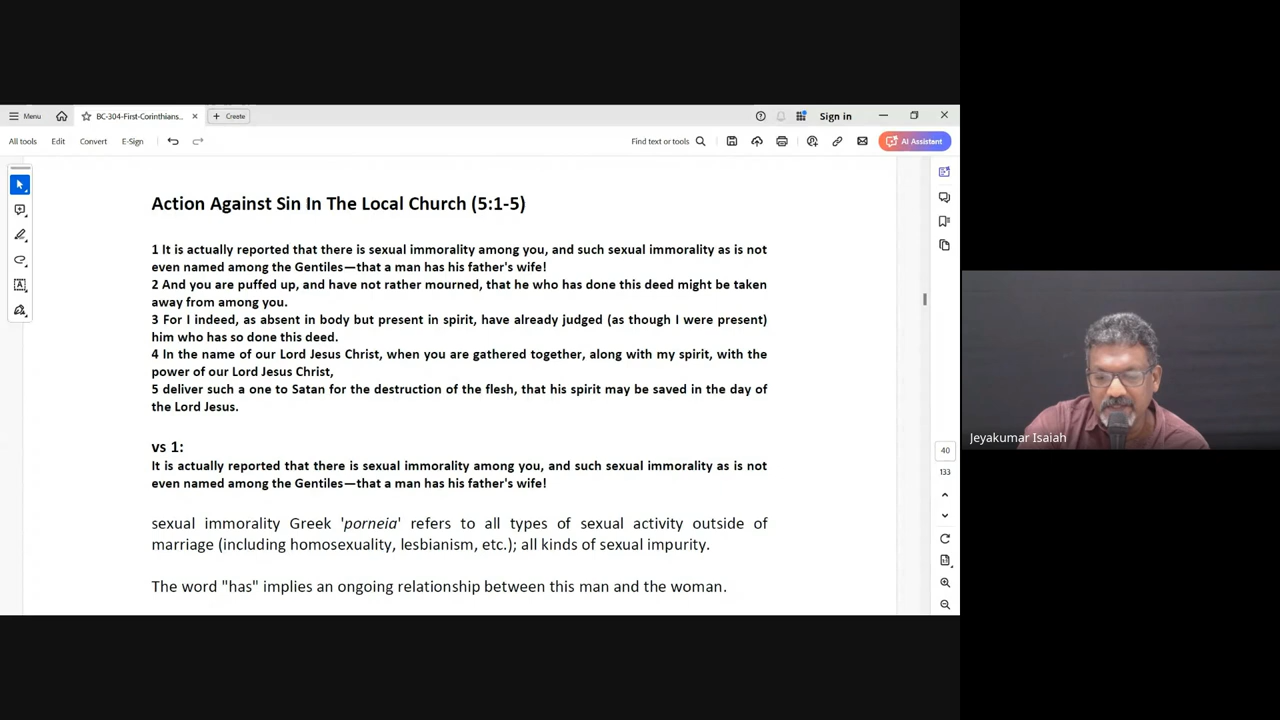 Menu
BC-304-First-Corinthians...
Create
Sign in
All tools
Edit
Convert
E-Sign
Find text or tools
AI Assistant
Action Against Sin In The Local Church (5:1-5)
1 It is actually reported that there is sexual immorality among you, and such sexual immorality as is not
even named among the Gentiles—that a man has his father's wife!
2 And you are puffed up, and have not rather mourned, that he who has done this deed might be taken
away from among you.
3 For I indeed, as absent in body but present in spirit, have already judged (as though I were present)
him who has so done this deed.
4 In the name of our Lord Jesus Christ, when you are gathered together, along with my spirit, with the
power of our Lord Jesus Christ,
5 deliver such a one to Satan for the destruction of the flesh, that his spirit may be saved in the day of
the Lord Jesus.
vs 1:
It is actually reported that there is sexual immorality among you, and such sexual immorality as is not
even named among the Gentiles—that a man has his father's wife!
sexual immorality Greek 'porneia' refers to all types of sexual activity outside of
marriage (including homosexuality, lesbianism, etc.); all kinds of sexual impurity.
The word "has" implies an ongoing relationship between this man and the woman.
40
133
Jeyakumar Isaiah